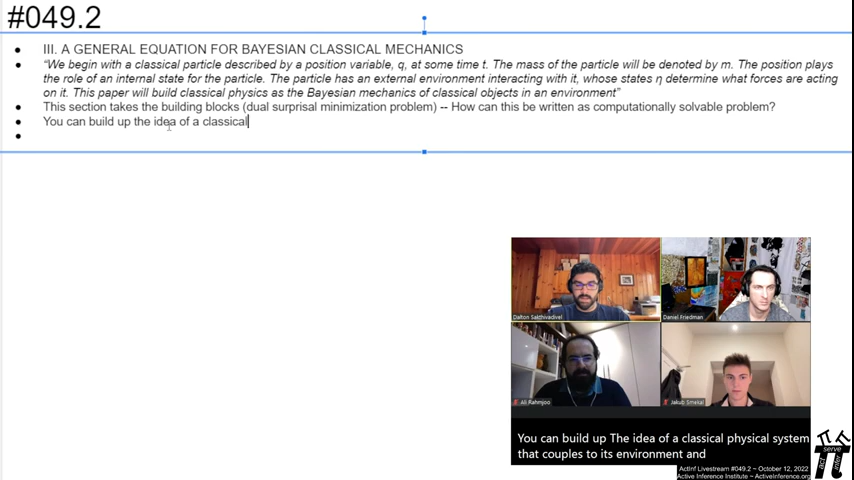 #049.2
III. A GENERAL EQUATION FOR BAYESIAN CLASSICAL MECHANICS
“We begin with a classical particle described by a position variable, q, at some time t. The mass of the particle will be denoted by m. The position plays
the role of an internal state for the particle. The particle has an external environment interacting with it, whose states η determine what forces are acting
on it. This paper will build classical physics as the Bayesian mechanics of classical objects in an environment”
This section takes the building blocks (dual surprisal minimization problem) -- How can this be written as computationally solvable problem?
You can build up the idea of a classical
Dalton Sakthivadivel
Daniel Friedman
Ali Rahmjoo
Jakub Smekal
You can build up The idea of a classical physical system
that couples to its environment and
ActInf Livestream #049.2 ~ October 12, 2022
Active Inference Institute ~ ActiveInference.org
act
serve
infer